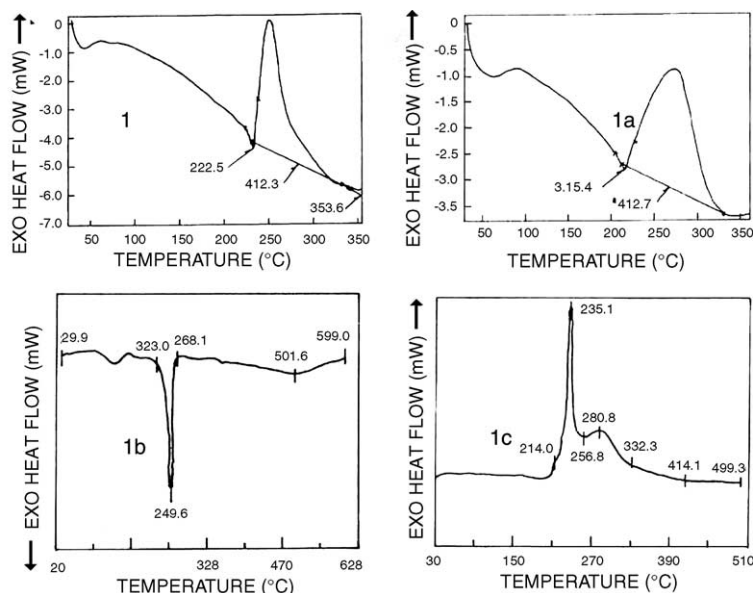 EXO HEAT FLOW (mW)
0
-1.0
-2.0
-3.0
-4.0
-5.0
-6.0
-7.0
1
222.5
412.3
353.6
50 100 150 200 250 300 350
TEMPERATURE (°C)
EXO HEAT FLOW (mW)
0
-0.5
-1.0
-1.5
-2.0
-2.5
-3.0
-3.5
1a
3.15.4
*412.7
50 100 150 200 250 300 350
TEMPERATURE (°C)
EXO HEAT FLOW (mW)
29.9
323.0
268.1
501.6
599.0
1b
249.6
20 328 470 628
TEMPERATURE (°C)
EXO HEAT FLOW (mW)
235.1
1c
214.0
280.8
256.8
332.3
414.1
499.3
30 150 270 390 510
TEMPERATURE (°C)